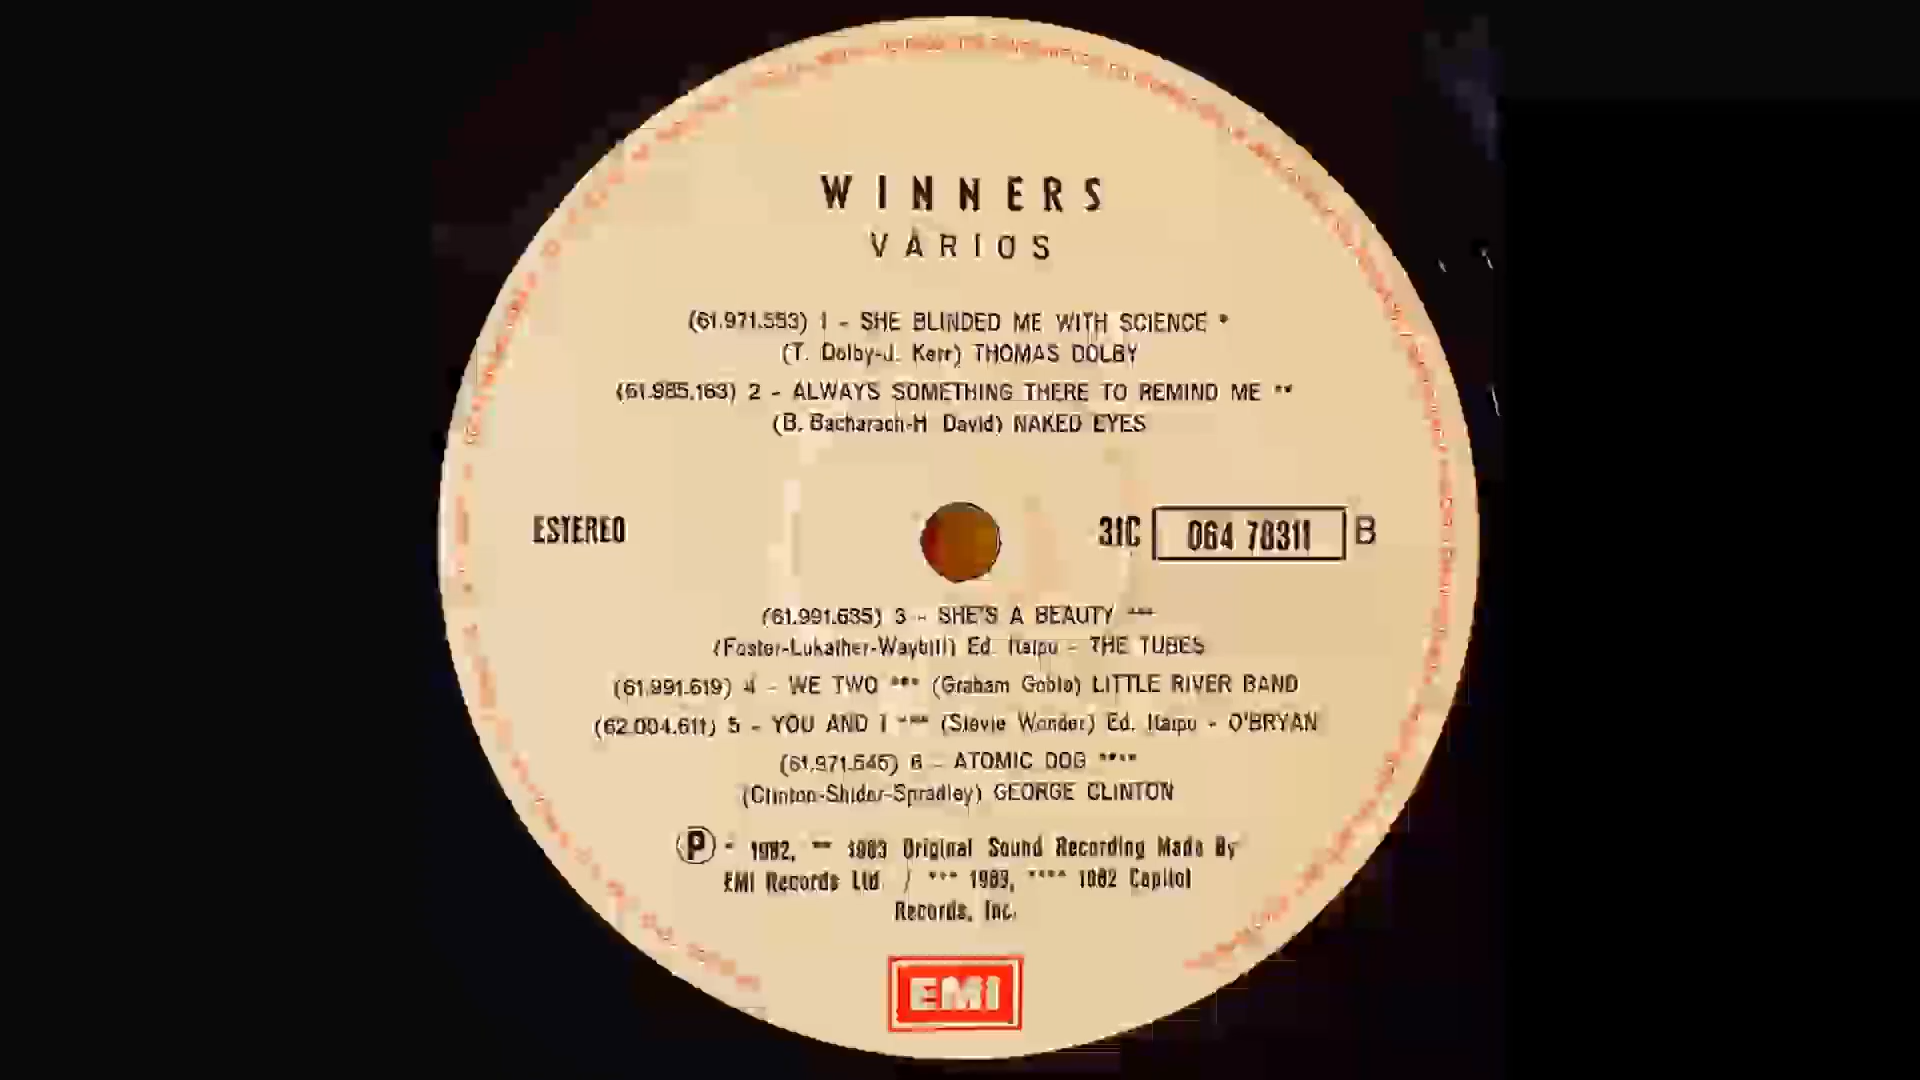 WINNERS
VÁRIOS
(61.971.553) 1 - SHE BLINDED ME WITH SCIENCE *
(T. Dolby-J. Kerr) THOMAS DOLBY
(61.985.163) 2 - ALWAYS SOMETHING THERE TO REMIND ME **
(B. Bacharach-H David) NAKED EYES
ESTEREO
31C 064 78311 B
(61.991.635) 3 - SHE'S A BEAUTY ***
(Foster-Lukather-Waybill) Ed. Itaipu - THE TUBES
(61.991.619) 4 - WE TWO *** (Graham Goble) LITTLE RIVER BAND
(62.004.611) 5 - YOU AND I *** (Stevie Wonder) Ed. Itaipu - O'BRYAN
(61.971.645) 6 - ATOMIC DOG ****
(Clinton-Shider-Spradley) GEORGE CLINTON
Ⓟ * 1982, ** 1983 Original Sound Recording Made By
EMI Records Ltd / *** 1983, **** 1982 Capitol
Records, Inc.
EMI